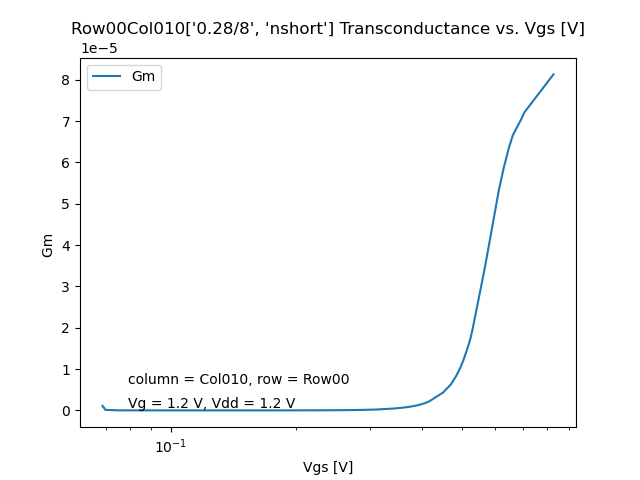 Row00Col010['0.28/8', 'nshort'] Transconductance vs. Vgs [V]
1e−5
Gm
8
7
6
5
4
3
2
1
0
Gm
column = Col010, row = Row00
Vg = 1.2 V, Vdd = 1.2 V
10⁻¹
Vgs [V]